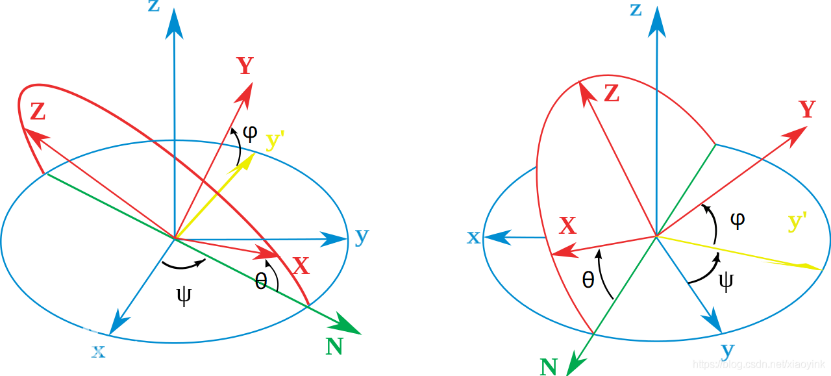 z
Y
φ
y'
Z
y
X
θ
ψ
x
N
z
Z
Y
φ
y'
X
x
θ
ψ
y
N
https://blog.csdn.net/xiaoyink